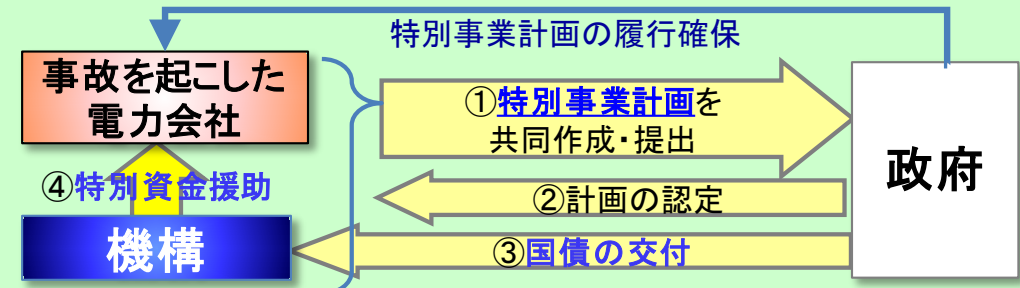 特別事業計画の履行確保
事故を起こした
電力会社
①特別事業計画を
共同作成・提出
政府
④特別資金援助
②計画の認定
機構
③国債の交付